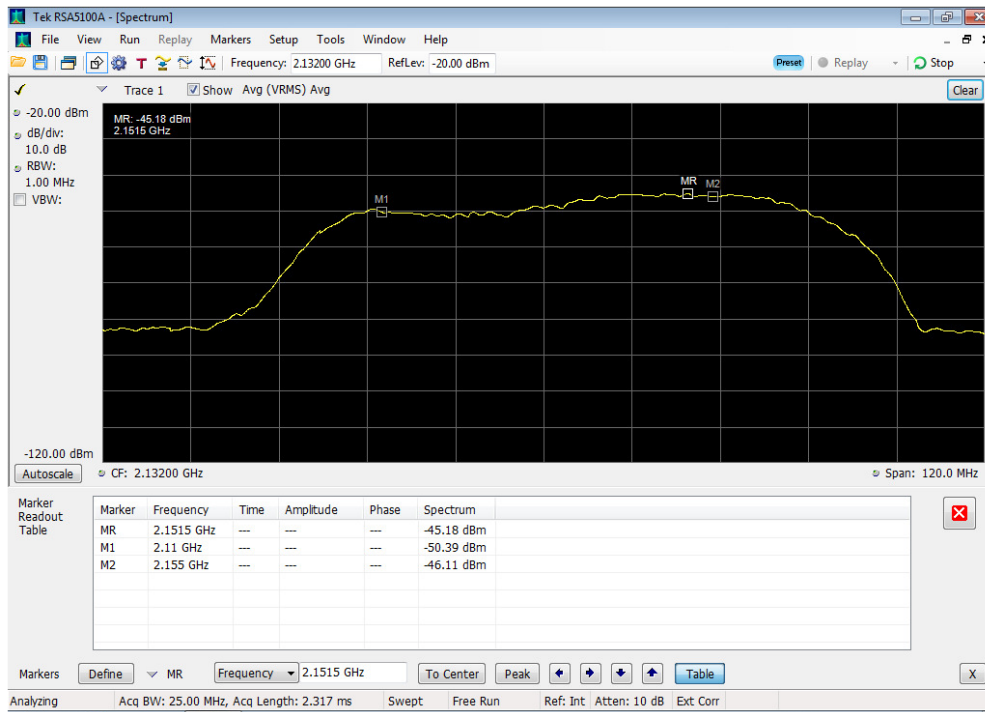 Tek RSA5100A - [Spectrum]
File View Run Replay Markers Setup Tools Window Help
T Frequency: 2.13200 GHz RefLev: -20.00 dBm Preset Replay Stop
Trace 1 Show Avg (VRMS) Avg Clear
-20.00 dBm
dB/div:
10.0 dB
RBW:
1.00 MHz
VBW:
MR: -45.18 dBm
2.1515 GHz
M1 MR M2
-120.00 dBm
Autoscale CF: 2.13200 GHz Span: 120.0 MHz
Marker
Readout
Table
Marker Frequency Time Amplitude Phase Spectrum
MR 2.1515 GHz --- --- --- -45.18 dBm
M1 2.11 GHz --- --- --- -50.39 dBm
M2 2.155 GHz --- --- --- -46.11 dBm
Markers Define MR Frequency 2.1515 GHz To Center Peak Table X
Analyzing Acq BW: 25.00 MHz, Acq Length: 2.317 ms Swept Free Run Ref: Int Atten: 10 dB Ext Corr